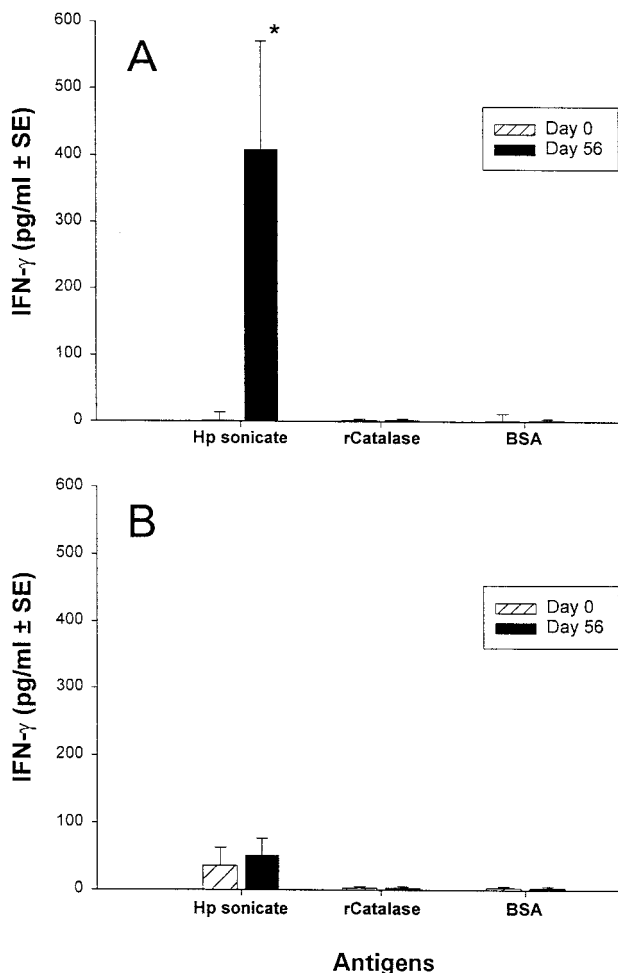 A
*
600
500
400
300
200
100
0
IFN-γ (pg/ml ± SE)
Day 0
Day 56
Hp sonicate rCatalase BSA
B
600
500
400
300
200
100
0
IFN-γ (pg/ml ± SE)
Day 0
Day 56
Hp sonicate rCatalase BSA
Antigens